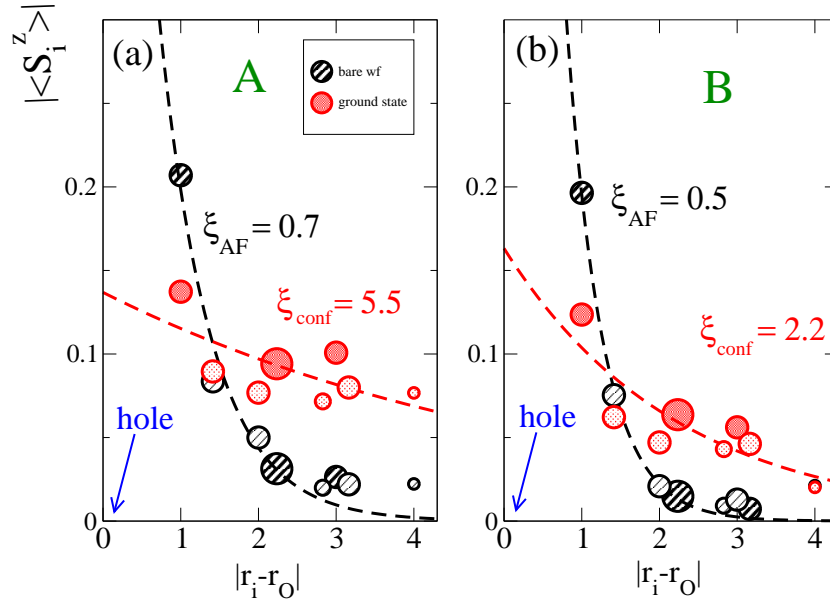 |<S_i^z>|
(a)
A
bare wf
ground state
ξ_AF = 0.7
ξ_conf = 5.5
hole
0.2
0.1
0
0
1
2
3
4
|r_i-r_O|
(b)
B
ξ_AF = 0.5
ξ_conf = 2.2
hole
0.2
0.1
0
0
1
2
3
4
|r_i-r_O|